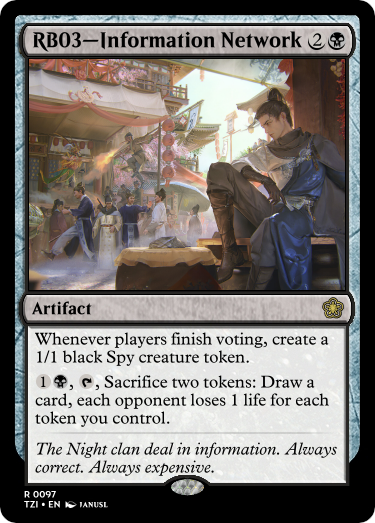 RB03—Information Network 2
Artifact
Whenever players finish voting, create a
1/1 black Spy creature token.
1, Sacrifice two tokens: Draw a
card, each opponent loses 1 life for each
token you control.
The Night clan deal in information. Always
correct. Always expensive.
R 0097
TZI • EN JANUSL